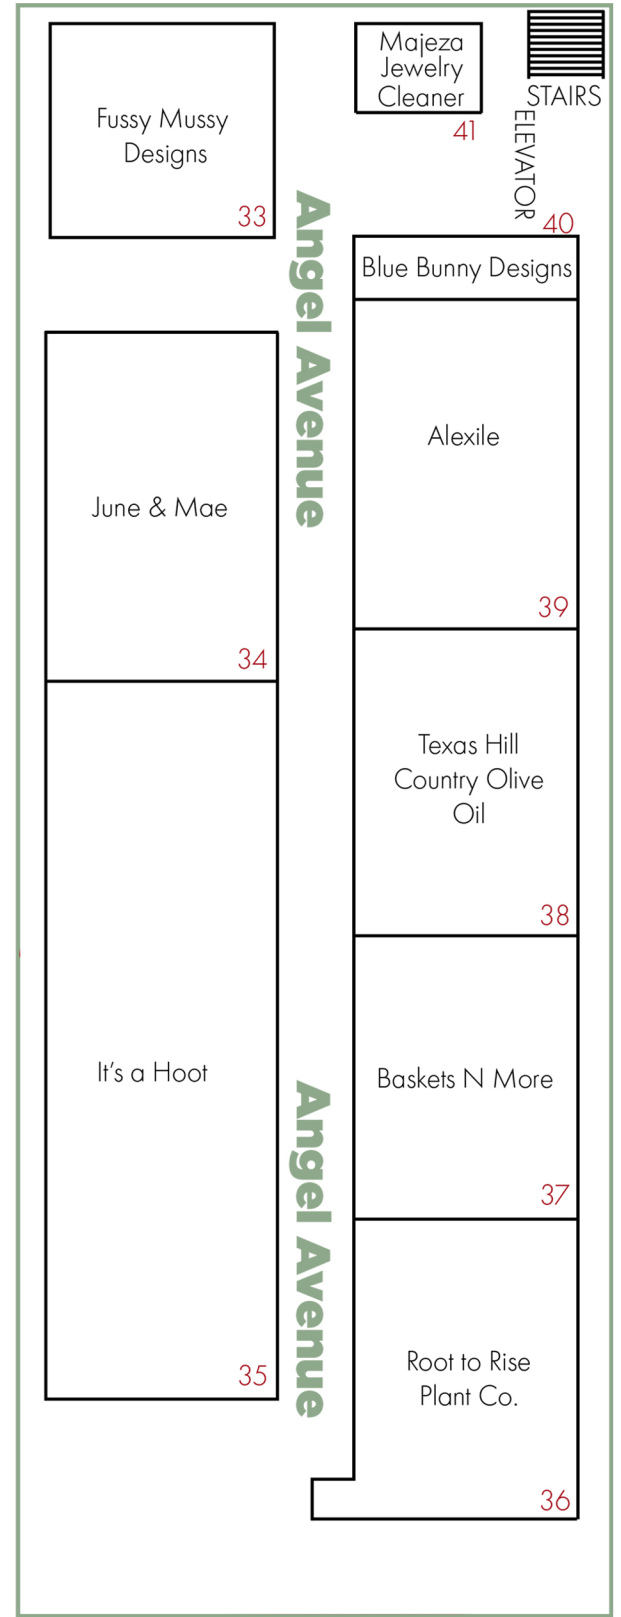 Majeza
Jewelry
Cleaner
41
STAIRS
ELEVATOR
Fussy Mussy
Designs
33
Angel Avenue
40
Blue Bunny Designs
Alexile
39
June & Mae
34
Texas Hill
Country Olive
Oil
38
It's a Hoot
35
Baskets N More
37
Angel Avenue
Root to Rise
Plant Co.
36